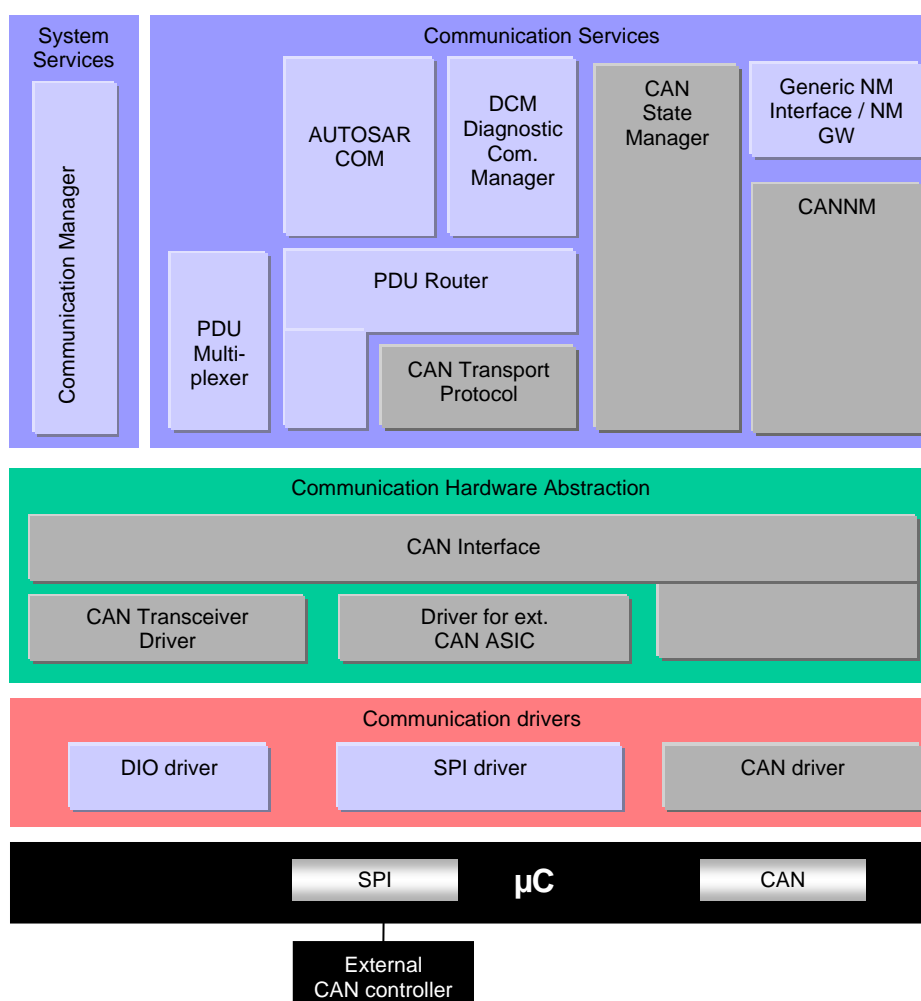 System
Services
Communication Manager
Communication Services
AUTOSAR
COM
DCM
Diagnostic
Com.
Manager
CAN
State
Manager
Generic NM
Interface / NM
GW
CANNM
PDU
Multi-
plexer
PDU Router
CAN Transport
Protocol
Communication Hardware Abstraction
CAN Interface
CAN Transceiver
Driver
Driver for ext.
CAN ASIC
Communication drivers
DIO driver
SPI driver
CAN driver
SPI
µC
CAN
External
CAN controller